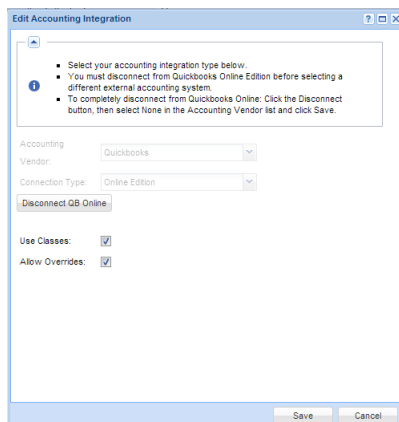 Edit Accounting Integration
Select your accounting integration type below.
You must disconnect from Quickbooks Online Edition before selecting a
different external accounting system.
To completely disconnect from Quickbooks Online: Click the Disconnect
button, then select None in the Accounting Vendor list and click Save.
Accounting
Vendor:
Quickbooks
Connection Type:
Online Edition
Disconnect QB Online
Use Classes:
Allow Overrides:
Save
Cancel